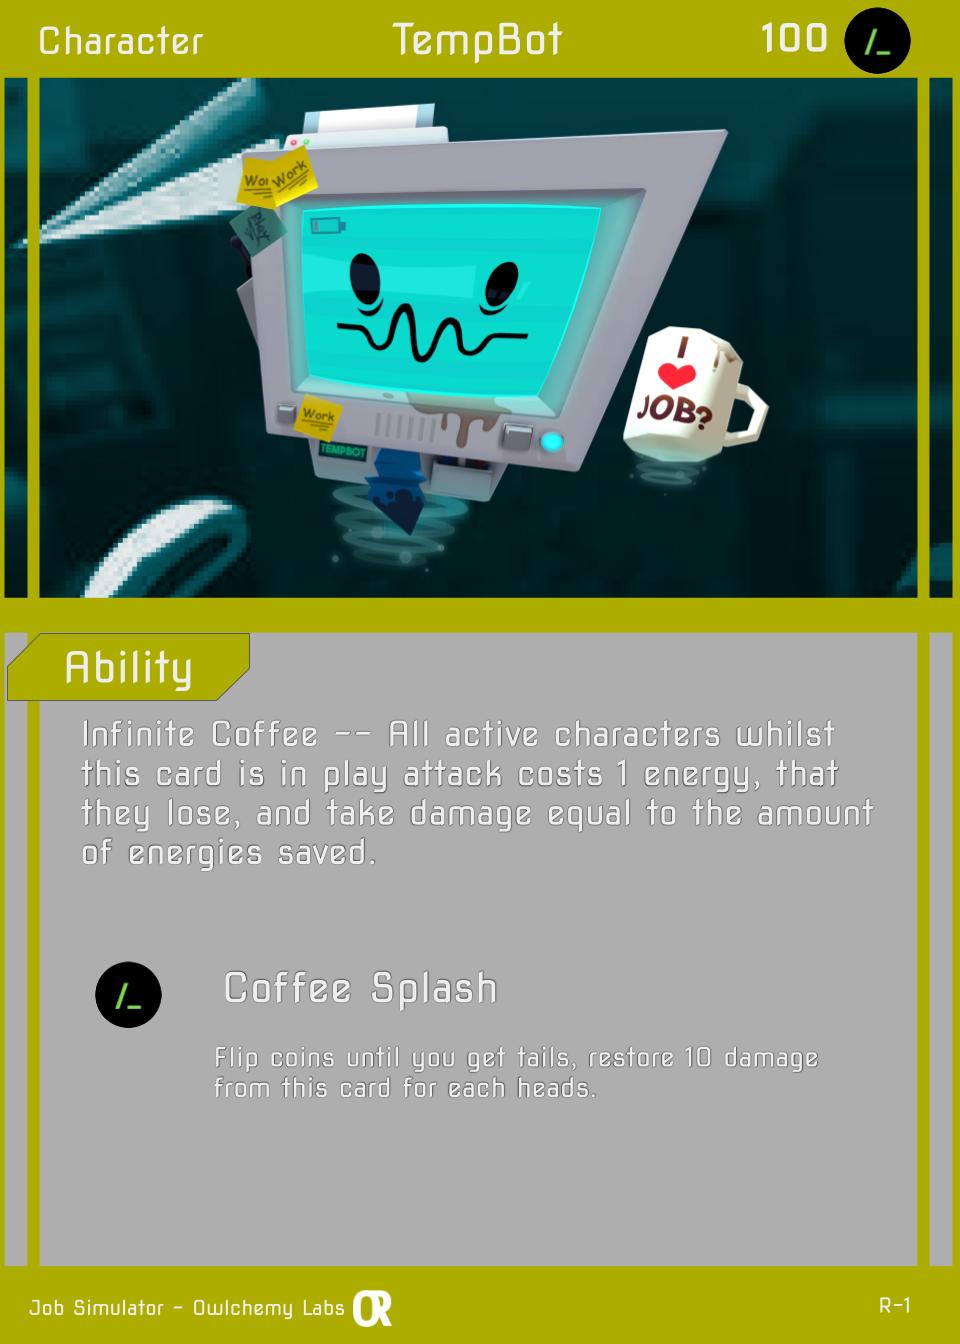 Character
TempBot
100
/_
Work
Work
PLAY
I
JOB?
Work
TEMPBOT
Ability
Infinite Coffee -- All active characters whilst
this card is in play attack costs 1 energy, that
they lose, and take damage equal to the amount
of energies saved.
/_
Coffee Splash
Flip coins until you get tails, restore 10 damage
from this card for each heads.
Job Simulator - Owlchemy Labs OR
R-1